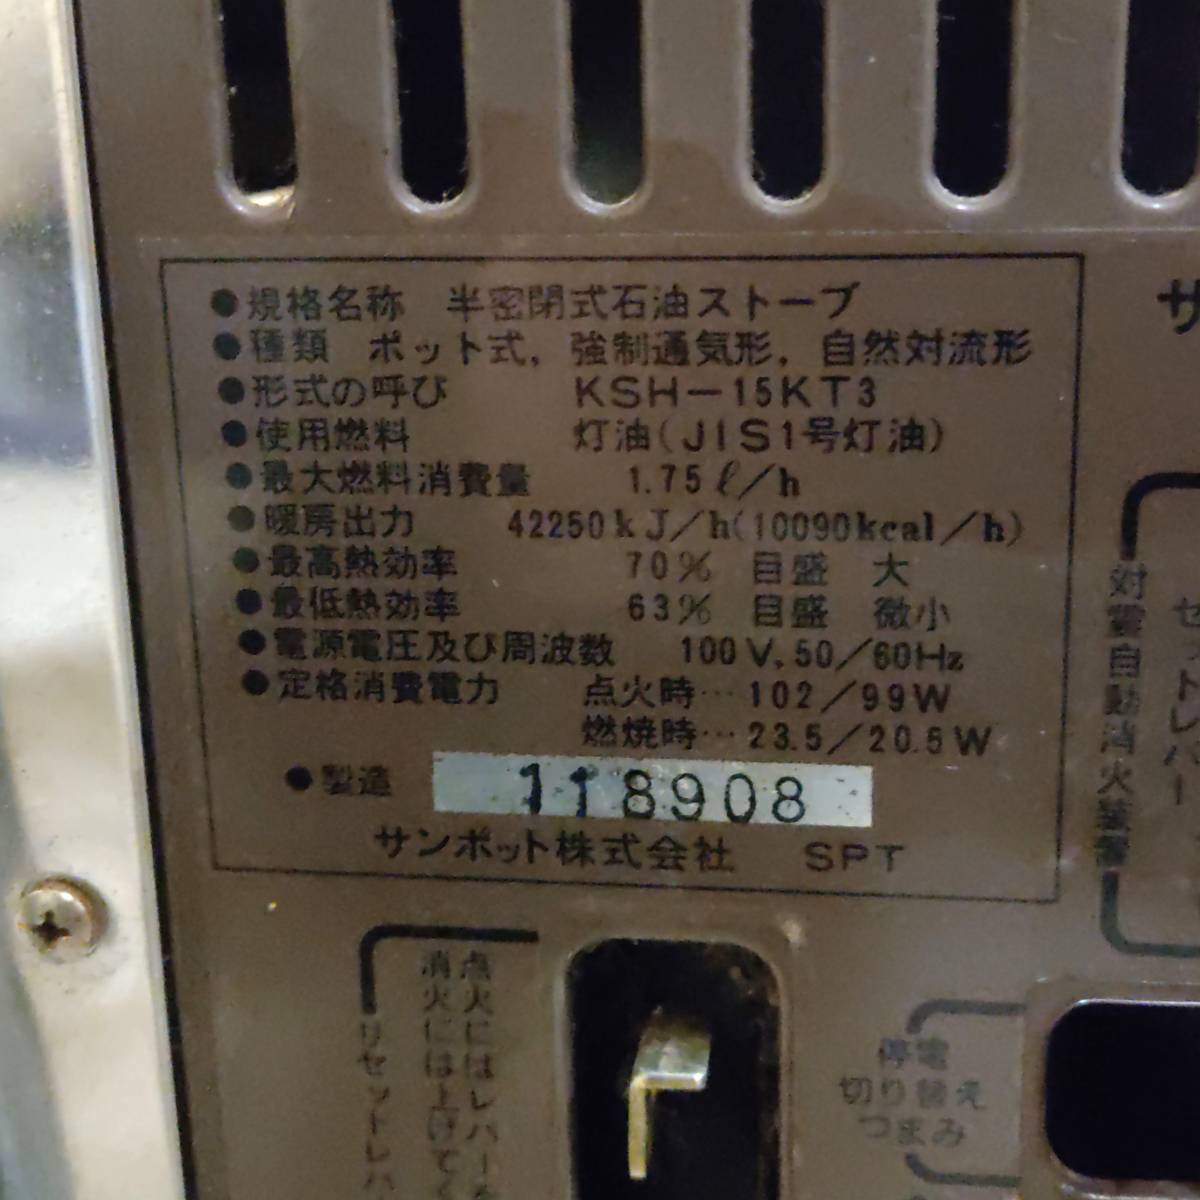 ●規格名称 半密閉式石油ストーブ
●種類 ポット式, 強制通気形, 自然対流形
●形式の呼び KSH-15KT3
●使用燃料 灯油(JIS1号灯油)
●最大燃料消費量 1.75ℓ/h
●暖房出力 42250kJ/h(10090kcal/h)
●最高熱効率 70% 目盛 大
●最低熱効率 63% 目盛 微小
●電源電圧及び周波数 100V, 50/60Hz
●定格消費電力 点火時…102/99W
燃焼時…23.5/20.5W
●製造 118908
サンポット株式会社 SPT
サ
対震自動消火装置
セットレバー
点火にはレバーを
消火には上げてく
リセットレバ
停電
切り替え
つまみ